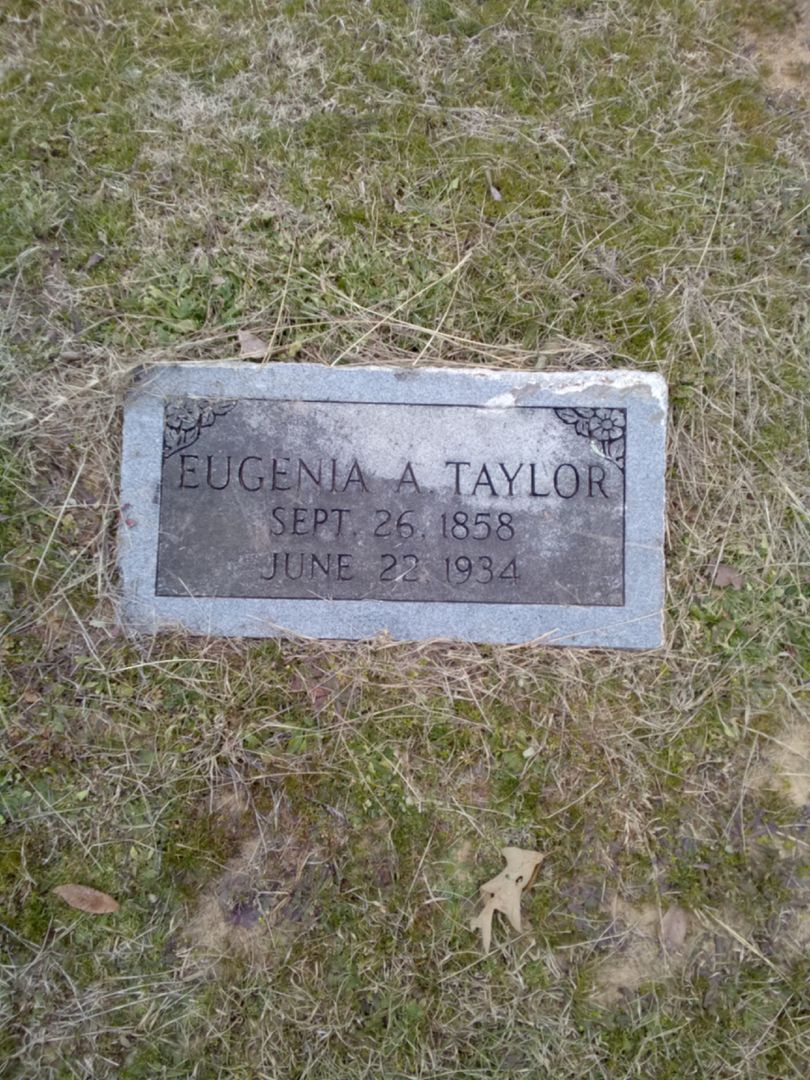 EUGENIA A. TAYLOR
SEPT. 26, 1858
JUNE 22 1934